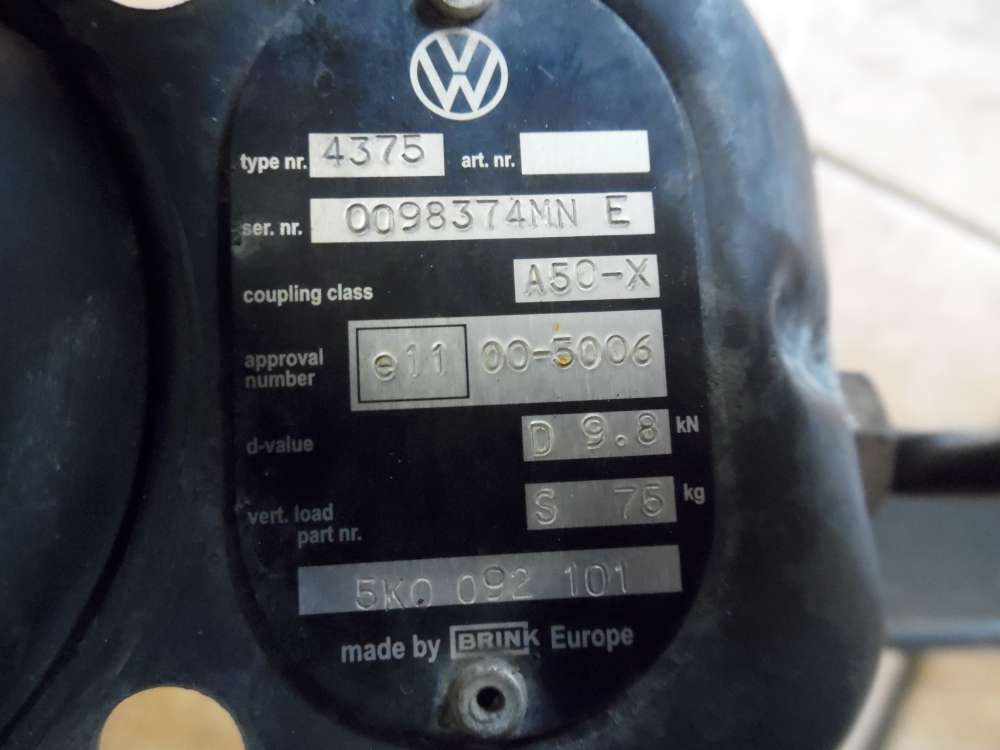 VW
type nr. 4375 art. nr.
ser. nr. 0098374MN E
coupling class A50-X
approval number e11 00-5006
d-value D 9.8 kN
vert. load S 75 kg
part nr.
5K0 092 101
made by BRINK Europe